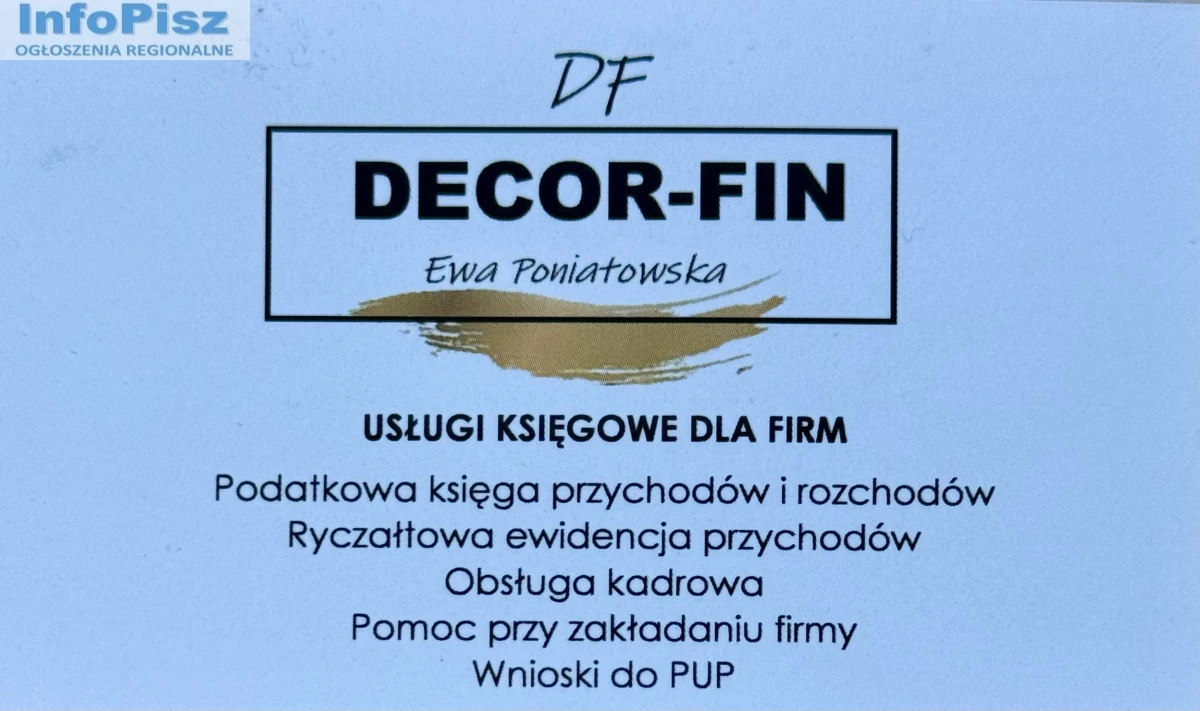 InfoPisz
OGŁOSZENIA REGIONALNE
DF
DECOR-FIN
Ewa Poniatowska
USŁUGI KSIĘGOWE DLA FIRM
Podatkowa księga przychodów i rozchodów
Ryczałtowa ewidencja przychodów
Obsługa kadrowa
Pomoc przy zakładaniu firmy
Wnioski do PUP